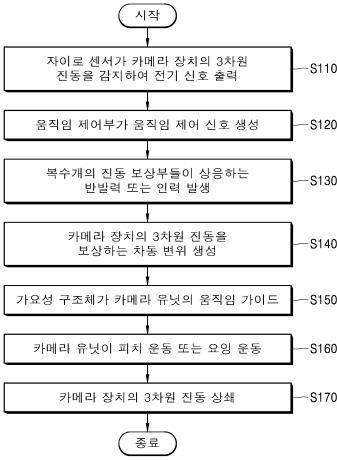 시작
자이로 센서가 카메라 장치의 3차원
진동을 감지하여 전기 신호 출력
S110
움직임 제어부가 움직임 제어 신호 생성
S120
복수개의 진동 보상부들이 상응하는
반발력 또는 인력 발생
S130
카메라 장치의 3차원 진동을
보상하는 차동 변위 생성
S140
가요성 구조체가 카메라 유닛의 움직임 가이드
S150
카메라 유닛이 피치 운동 또는 요잉 운동
S160
카메라 장치의 3차원 진동 상쇄
S170
종료